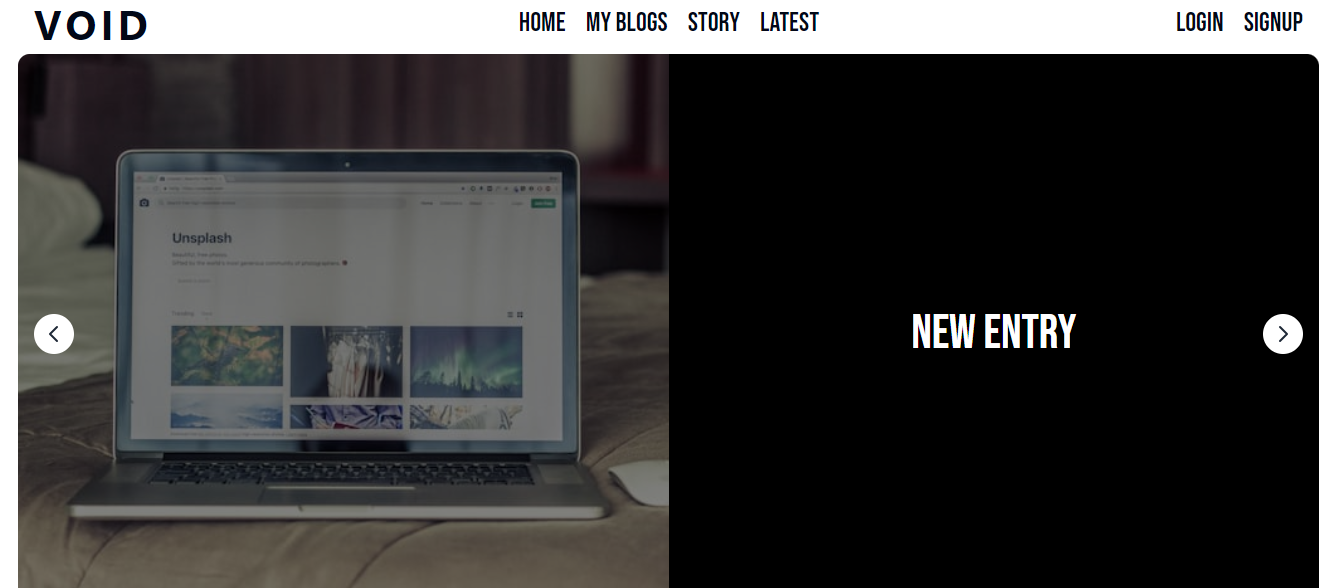 VOID
HOME MY BLOGS STORY LATEST
LOGIN SIGNUP
Unsplash
Beautiful, free photos.
Gifted by the world's most generous community of photographers.
Trending
NEW ENTRY